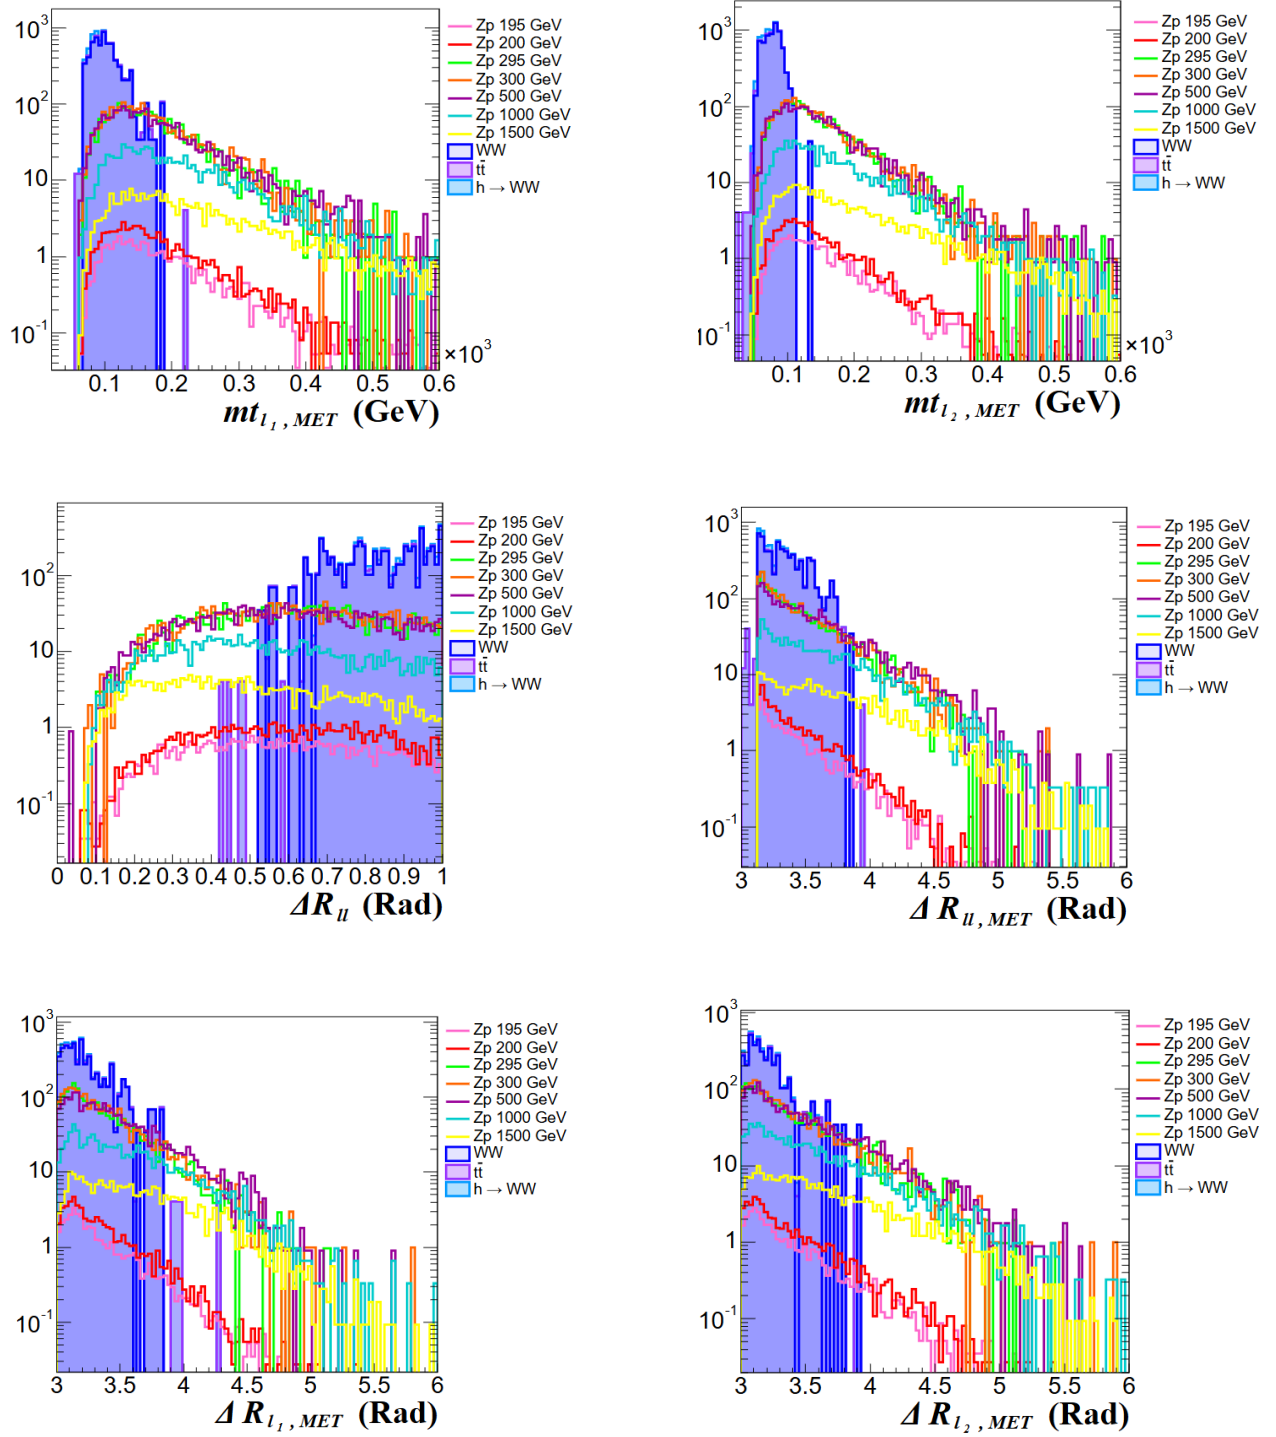 10³
10²
10
1
10⁻¹
0.1 0.2 0.3 0.4 0.5 0.6
×10³
mt l₁ , MET (GeV)
Zp 195 GeV
Zp 200 GeV
Zp 295 GeV
Zp 300 GeV
Zp 500 GeV
Zp 1000 GeV
Zp 1500 GeV
WW
tt̄
h → WW
10³
10²
10
1
10⁻¹
0.1 0.2 0.3 0.4 0.5 0.6
×10³
mt l₂ , MET (GeV)
Zp 195 GeV
Zp 200 GeV
Zp 295 GeV
Zp 300 GeV
Zp 500 GeV
Zp 1000 GeV
Zp 1500 GeV
WW
tt̄
h → WW
10²
10
1
10⁻¹
0 0.1 0.2 0.3 0.4 0.5 0.6 0.7 0.8 0.9 1
ΔR ll (Rad)
Zp 195 GeV
Zp 200 GeV
Zp 295 GeV
Zp 300 GeV
Zp 500 GeV
Zp 1000 GeV
Zp 1500 GeV
WW
tt̄
h → WW
10³
10²
10
1
10⁻¹
3 3.5 4 4.5 5 5.5 6
Δ R ll , MET (Rad)
Zp 195 GeV
Zp 200 GeV
Zp 295 GeV
Zp 300 GeV
Zp 500 GeV
Zp 1000 GeV
Zp 1500 GeV
WW
tt̄
h → WW
10³
10²
10
1
10⁻¹
3 3.5 4 4.5 5 5.5 6
Δ R l₁ , MET (Rad)
Zp 195 GeV
Zp 200 GeV
Zp 295 GeV
Zp 300 GeV
Zp 500 GeV
Zp 1000 GeV
Zp 1500 GeV
WW
tt̄
h → WW
10³
10²
10
1
10⁻¹
3 3.5 4 4.5 5 5.5 6
Δ R l₂ , MET (Rad)
Zp 195 GeV
Zp 200 GeV
Zp 295 GeV
Zp 300 GeV
Zp 500 GeV
Zp 1000 GeV
Zp 1500 GeV
WW
tt̄
h → WW